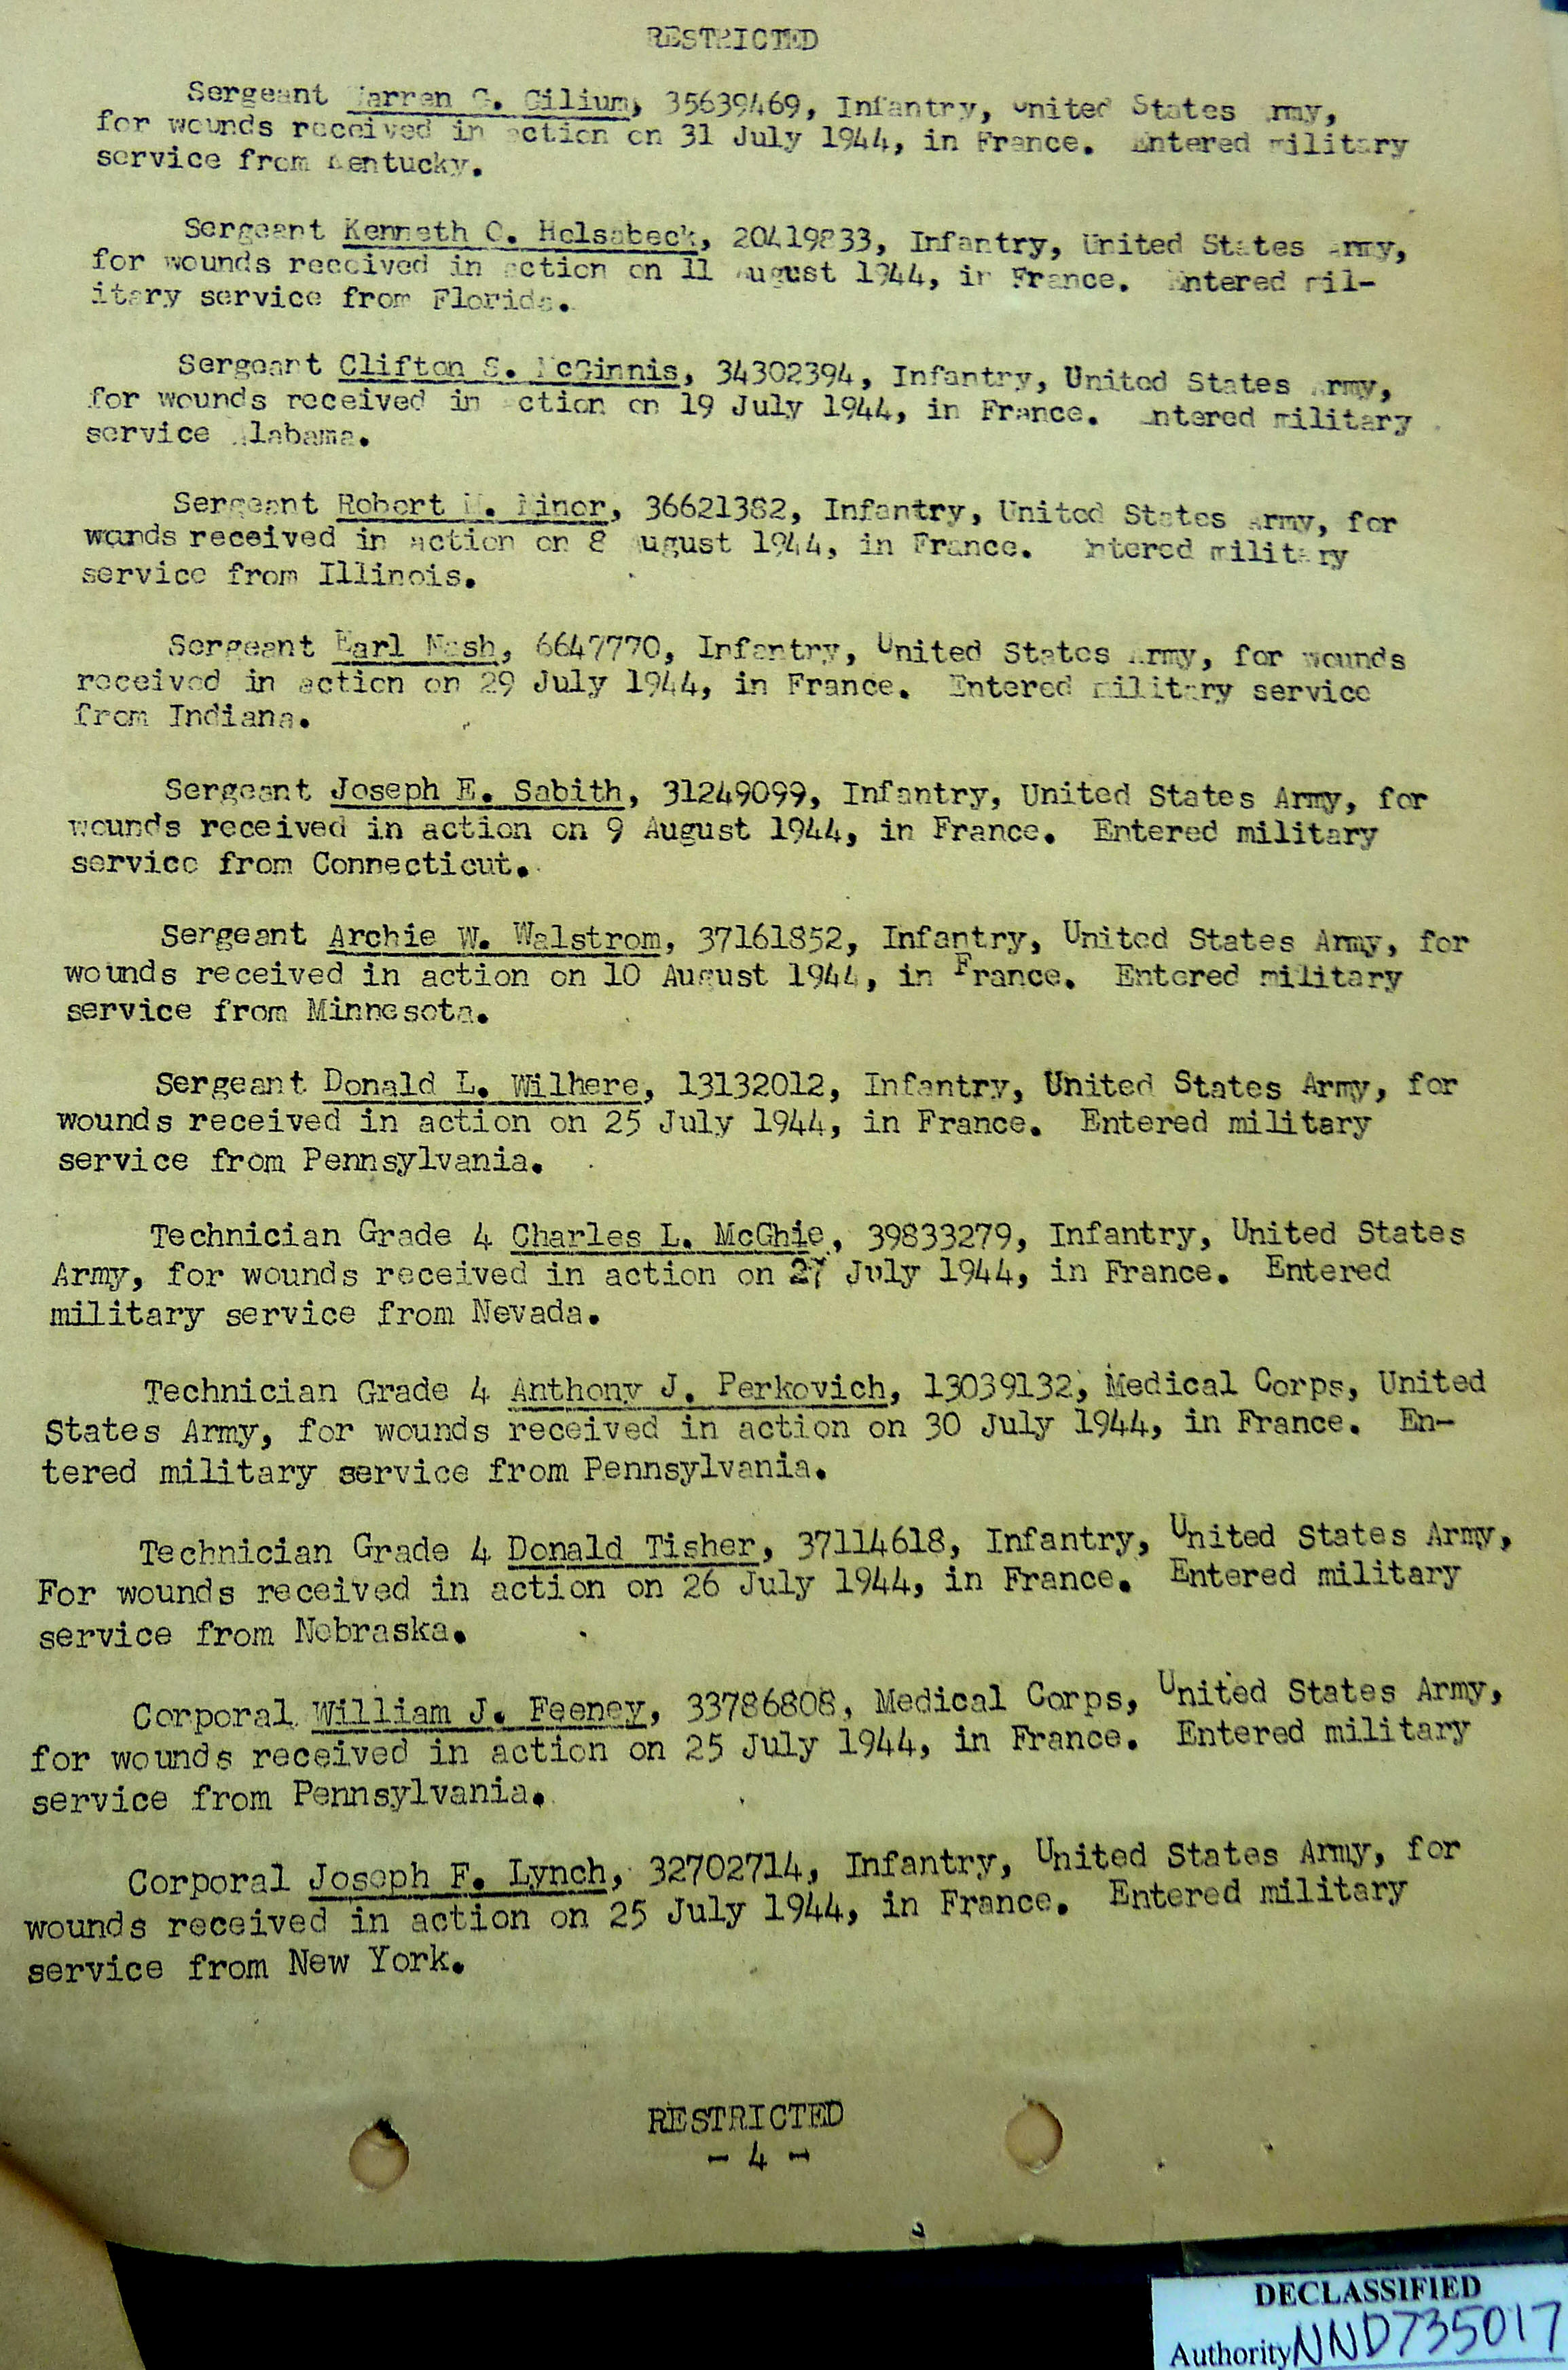 RESTRICTED
Sergeant Warren G. Gilium, 35639469, Infantry, United States Army,
for wounds received in action on 31 July 1944, in France. Entered military
service from Kentucky.
Sergeant Kenneth C. Holsabeck, 20419833, Infantry, United States Army,
for wounds received in action on 11 August 1944, in France. Entered mil-
itary service from Florida.
Sergeant Clifton S. McGinnis, 34302394, Infantry, United States Army,
for wounds received in action on 19 July 1944, in France. Entered military
service Alabama.
Sergeant Robert Minor, 36621382, Infantry, United States Army, for
wounds received in action on 8 August 1944, in France. Entered military
service from Illinois.
Sergeant Earl Nash, 6647770, Infantry, United States Army, for wounds
received in action on 29 July 1944, in France. Entered military service
from Indiana.
Sergeant Joseph E. Sabith, 31249099, Infantry, United States Army, for
wounds received in action on 9 August 1944, in France. Entered military
service from Connecticut.
Sergeant Archie W. Walstrom, 37161852, Infantry, United States Army, for
wounds received in action on 10 August 1944, in France. Entered military
service from Minnesota.
Sergeant Donald L. Wilhere, 13132012, Infantry, United States Army, for
wounds received in action on 25 July 1944, in France. Entered military
service from Pennsylvania.
Technician Grade 4 Charles L. McGhie, 39833279, Infantry, United States
Army, for wounds received in action on 27 July 1944, in France. Entered
military service from Nevada.
Technician Grade 4 Anthony J. Perkovich, 13039132, Medical Corps, United
States Army, for wounds received in action on 30 July 1944, in France. En-
tered military service from Pennsylvania.
Technician Grade 4 Donald Tisher, 37114618, Infantry, United States Army,
For wounds received in action on 26 July 1944, in France. Entered military
service from Nebraska.
Corporal William J. Feeney, 33786808, Medical Corps, United States Army,
for wounds received in action on 25 July 1944, in France. Entered military
service from Pennsylvania.
Corporal Joseph F. Lynch, 32702714, Infantry, United States Army, for
wounds received in action on 25 July 1944, in France. Entered military
service from New York.
RESTRICTED
- 4 -
DECLASSIFIED
Authority NND735017